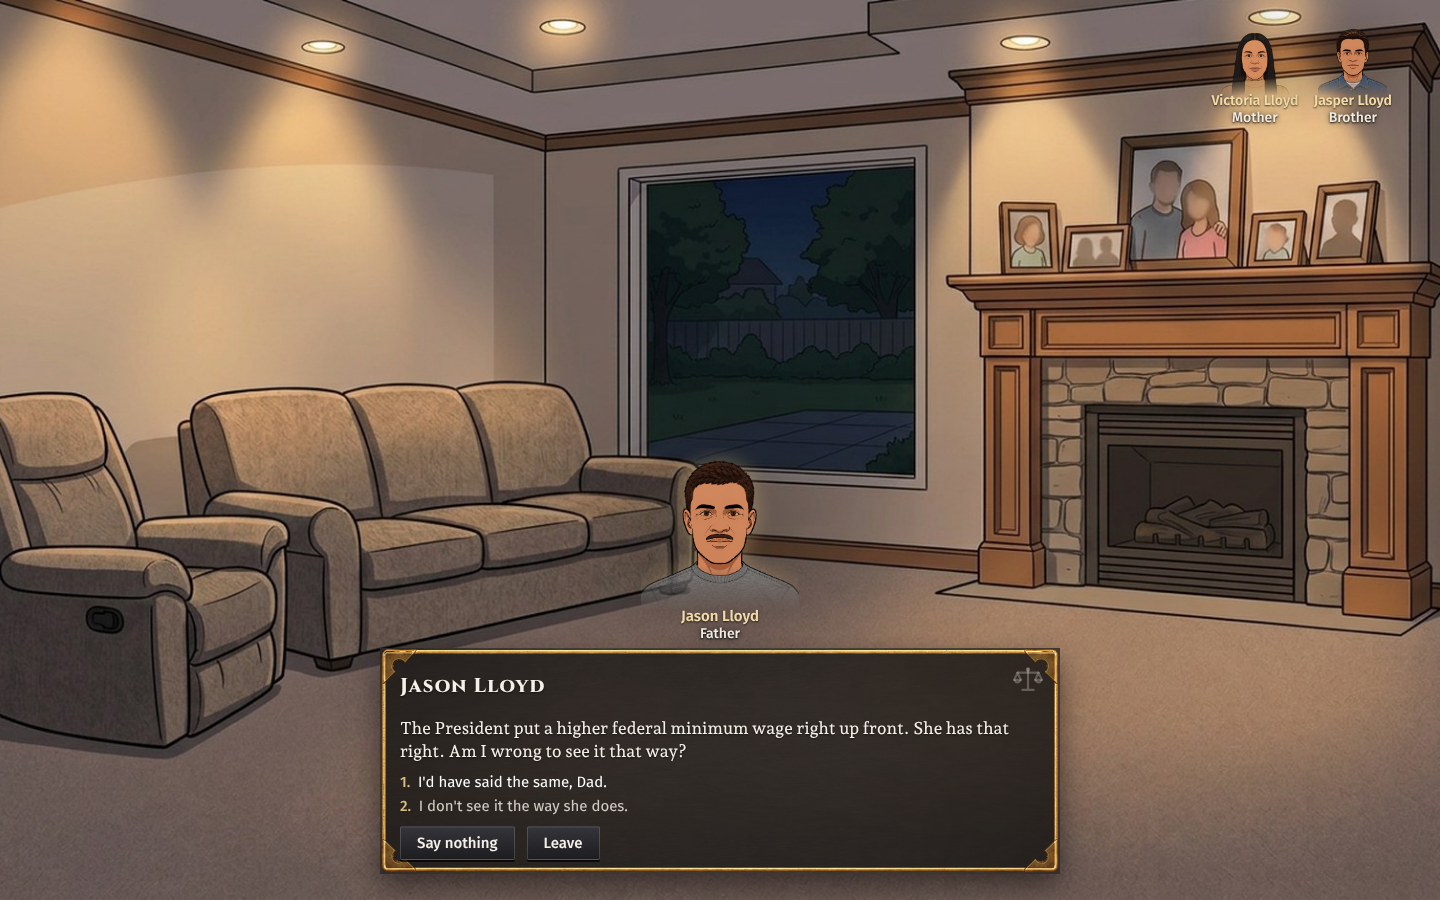 Victoria Lloyd
Mother
Jasper Lloyd
Brother
Jason Lloyd
Father
JASON LLOYD
The President put a higher federal minimum wage right up front. She has that
right. Am I wrong to see it that way?
1. I'd have said the same, Dad.
2. I don't see it the way she does.
Say nothing
Leave